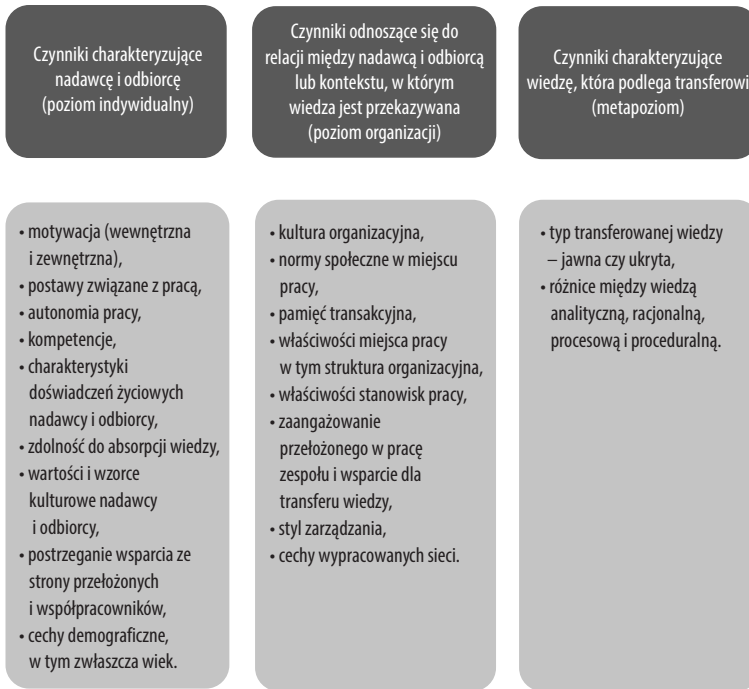 Czynniki charakteryzujące
nadawcę i odbiorcę
(poziom indywidualny)
Czynniki odnoszące się do
relacji między nadawcą i odbiorcą
lub kontekstu, w którym
wiedza jest przekazywana
(poziom organizacji)
Czynniki charakteryzujące
wiedzę, która podlega transferowi
(metapoziom)
• motywacja (wewnętrzna
i zewnętrzna),
• postawy związane z pracą,
• autonomia pracy,
• kompetencje,
• charakterystyki
doświadczeń życiowych
nadawcy i odbiorcy,
• zdolność do absorpcji wiedzy,
• wartości i wzorce
kulturowe nadawcy
i odbiorcy,
• postrzeganie wsparcia ze
strony przełożonych
i współpracowników,
• cechy demograficzne,
w tym zwłaszcza wiek.
• kultura organizacyjna,
• normy społeczne w miejscu
pracy,
• pamięć transakcyjna,
• właściwości miejsca pracy
w tym struktura organizacyjna,
• właściwości stanowisk pracy,
• zaangażowanie
przełożonego w pracę
zespołu i wsparcie dla
transferu wiedzy,
• styl zarządzania,
• cechy wypracowanych sieci.
• typ transferowanej wiedzy
– jawna czy ukryta,
• różnice między wiedzą
analityczną, racjonalną,
procesową i proceduralną.